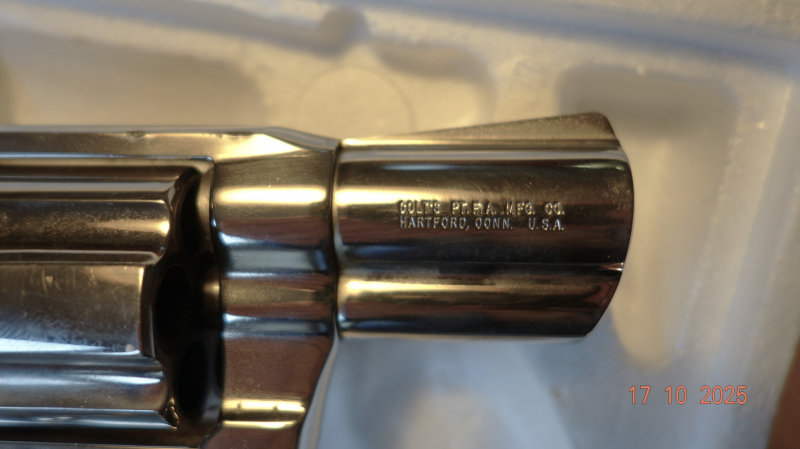 COLT'S PT. F. A. MFG. CO.
HARTFORD, CONN. U.S.A.
17 10 2025